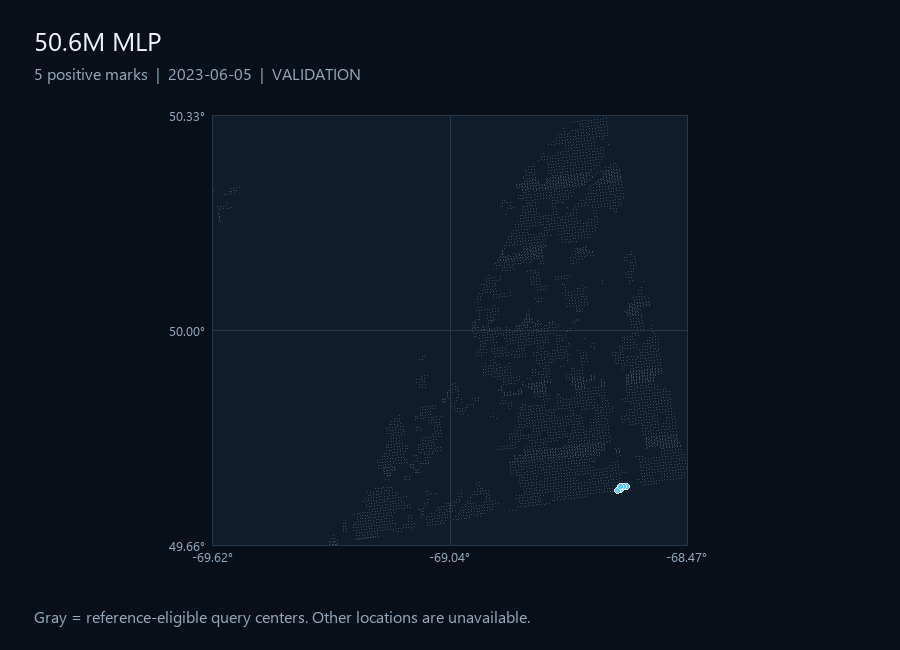 50.6M MLP
5 positive marks | 2023-06-05 | VALIDATION
50.33°
50.00°
49.66°
-69.62°
-69.04°
-68.47°
Gray = reference-eligible query centers. Other locations are unavailable.